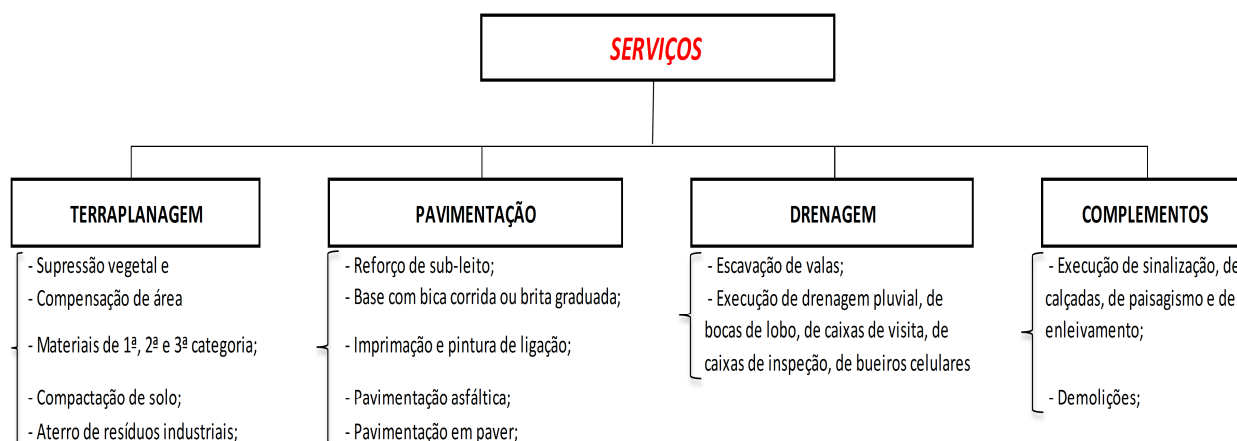 SERVIÇOS
TERRAPLANAGEM
- Supressão vegetal e
- Compensação de área
- Materiais de 1ª, 2ª e 3ª categoria;
- Compactação de solo;
- Aterro de resíduos industriais;
PAVIMENTAÇÃO
- Reforço de sub-leito;
- Base com bica corrida ou brita graduada;
- Imprimação e pintura de ligação;
- Pavimentação asfáltica;
- Pavimentação em paver;
DRENAGEM
- Escavação de valas;
- Execução de drenagem pluvial, de
bocas de lobo, de caixas de visita, de
caixas de inspeção, de bueiros celulares
COMPLEMENTOS
- Execução de sinalização, de
calçadas, de paisagismo e de
enleivamento;
- Demolições;